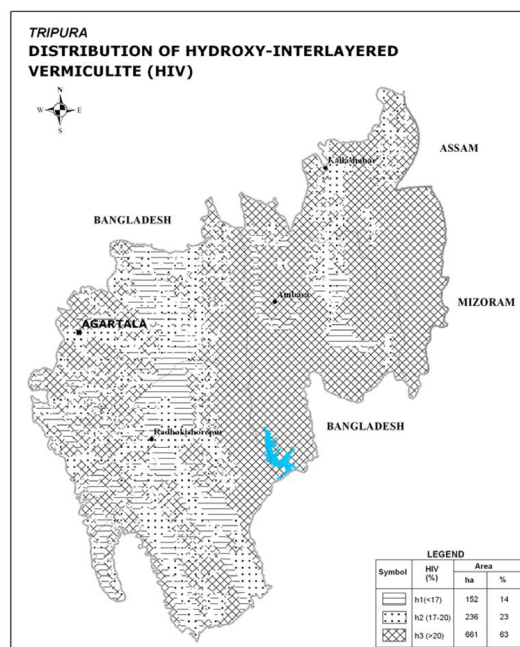 TRIPURA
DISTRIBUTION OF HYDROXY-INTERLAYERED
VERMICULITE (HIV)
N
W E
S
ASSAM
Kailashahar
BANGLADESH
Ambasa
MIZORAM
AGARTALA
BANGLADESH
Radhakishorepur
LEGEND
Symbol HIV (%) Area
ha %
h1(<17) 152 14
h2 (17-20) 236 23
h3 (>20) 661 63